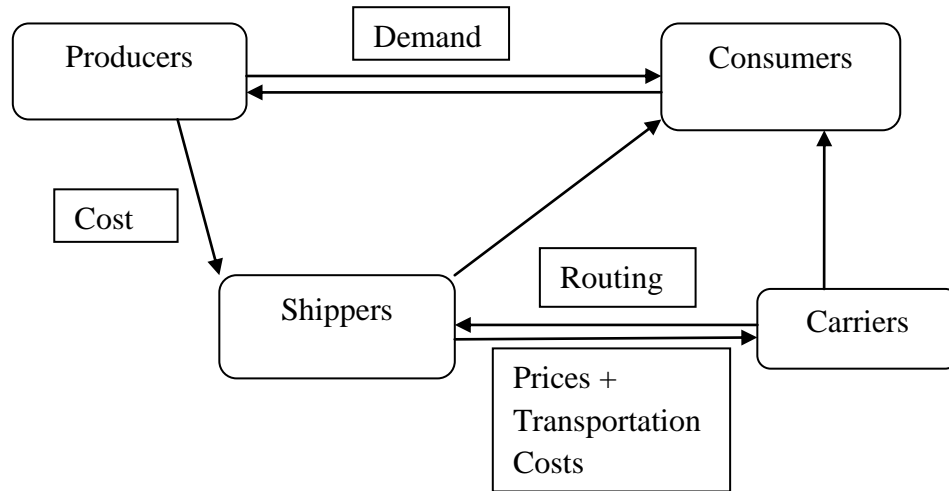 Demand
Producers
Consumers
Cost
Routing
Shippers
Carriers
Prices +
Transportation
Costs